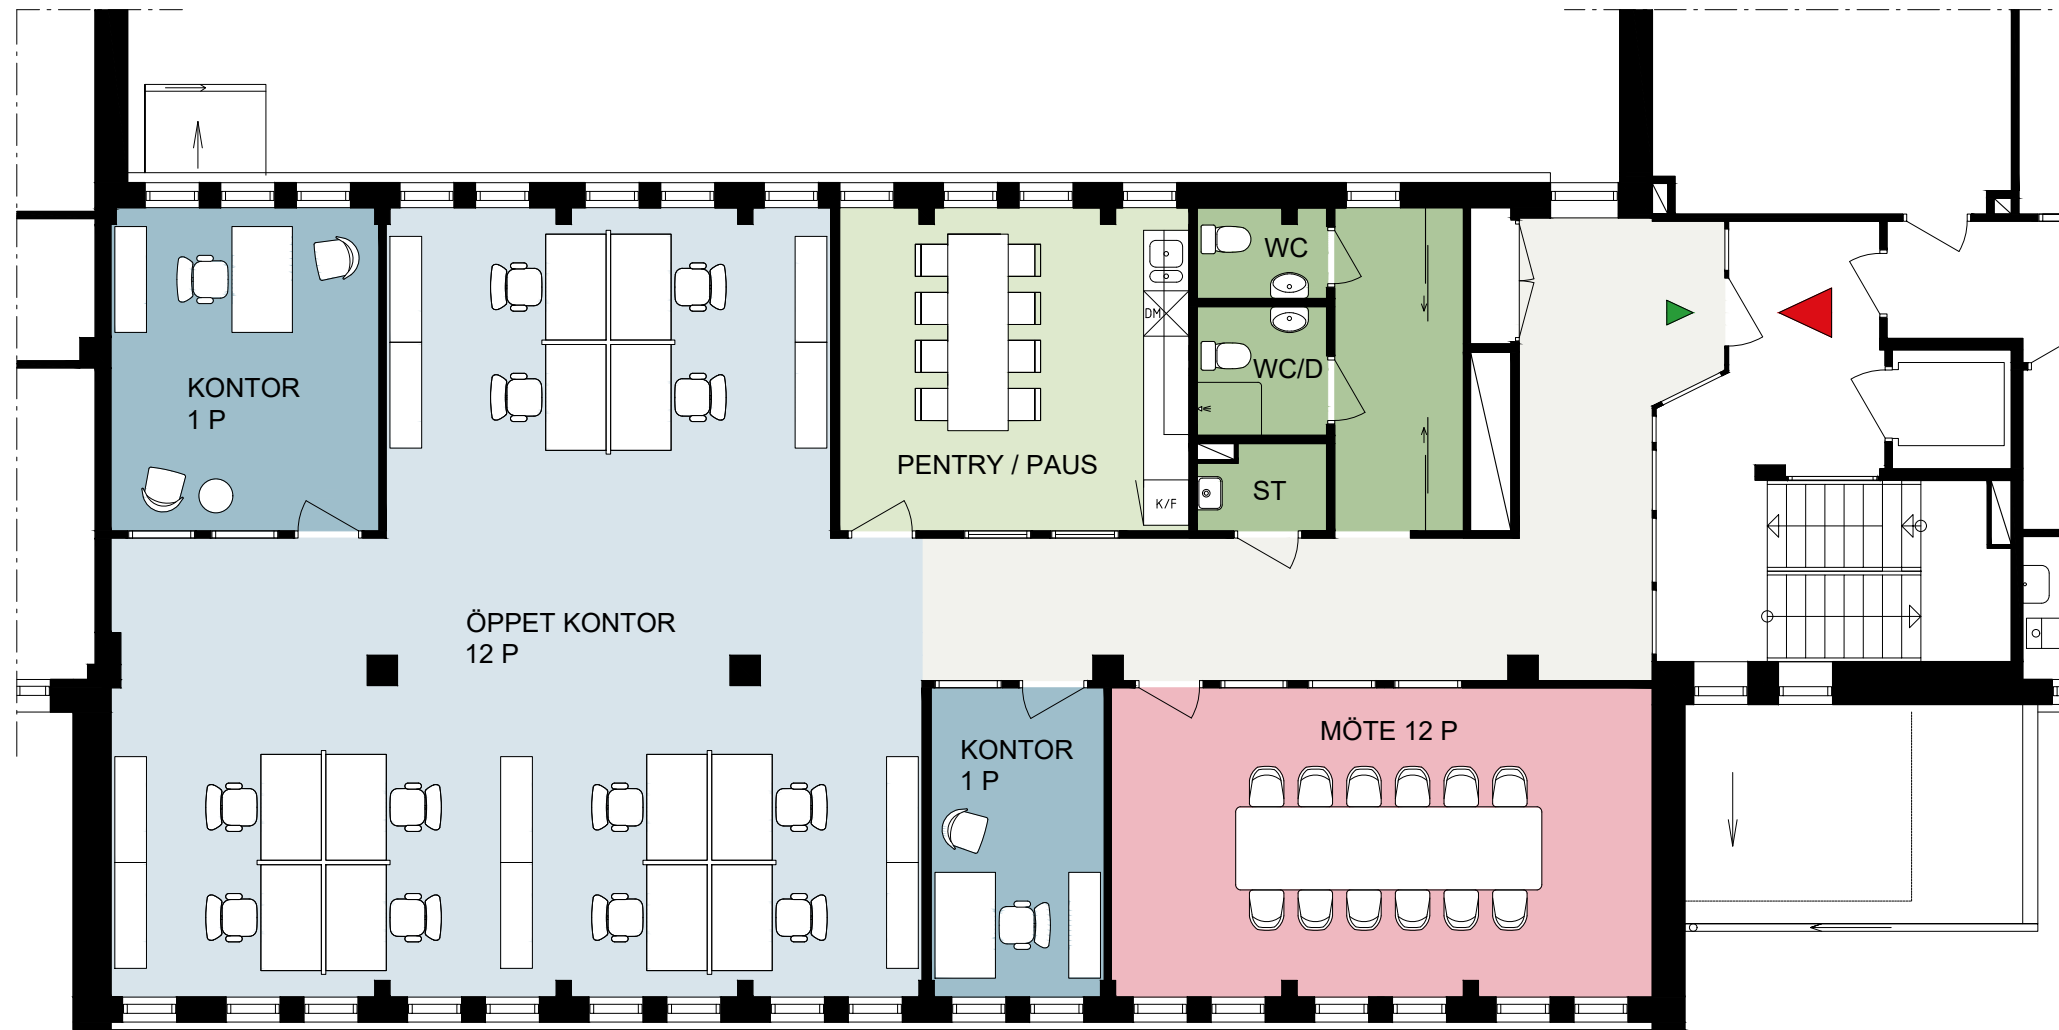 WC
DM
WC/D
KONTOR
1 P
PENTRY / PAUS
ST
K/F
ÖPPET KONTOR
12 P
MÖTE 12 P
KONTOR
1 P